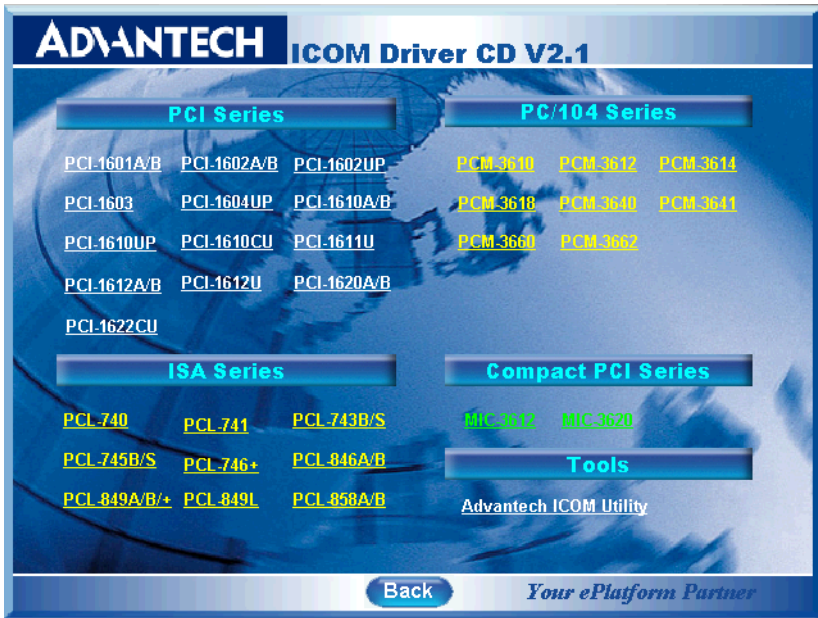 ADVANTECH
ICOM Driver CD V2.1
PCI Series
PCI-1601A/B PCI-1602A/B PCI-1602UP
PCI-1603 PCI-1604UP PCI-1610A/B
PCI-1610UP PCI-1610CU PCI-1611U
PCI-1612A/B PCI-1612U PCI-1620A/B
PCI-1622CU
PC/104 Series
PCM-3610 PCM-3612 PCM-3614
PCM-3618 PCM-3640 PCM-3641
PCM-3660 PCM-3662
ISA Series
PCL-740 PCL-741 PCL-743B/S
PCL-745B/S PCL-746+ PCL-846A/B
PCL-849A/B/+ PCL-849L PCL-858A/B
Compact PCI Series
MIC-3612 MIC-3620
Tools
Advantech ICOM Utility
Back
Your ePlatform Partner